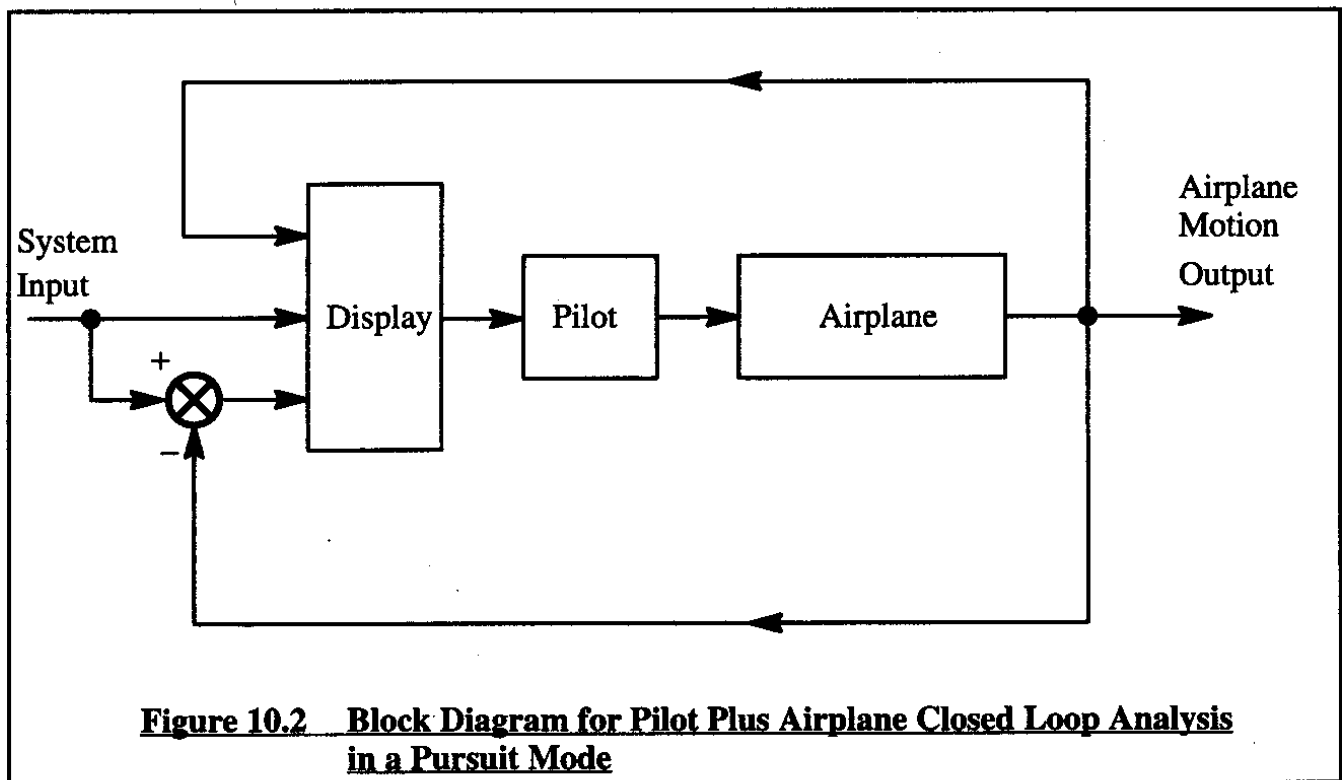 System
Input
+
−
Display
Pilot
Airplane
Airplane
Motion
Output
Figure 10.2 Block Diagram for Pilot Plus Airplane Closed Loop Analysis
in a Pursuit Mode